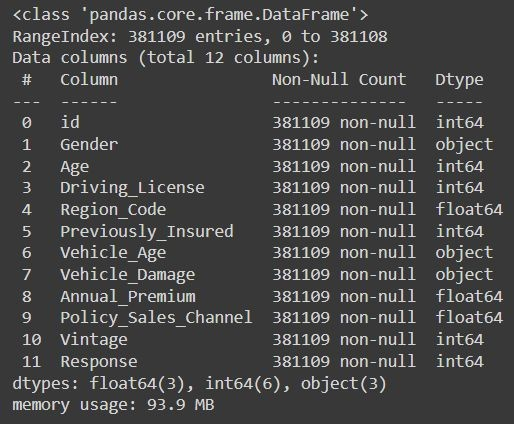 <class 'pandas.core.frame.DataFrame'>
RangeIndex: 381109 entries, 0 to 381108
Data columns (total 12 columns):
 #   Column                Non-Null Count   Dtype
---  ------                --------------   -----
 0   id                    381109 non-null  int64
 1   Gender                381109 non-null  object
 2   Age                   381109 non-null  int64
 3   Driving_License       381109 non-null  int64
 4   Region_Code           381109 non-null  float64
 5   Previously_Insured    381109 non-null  int64
 6   Vehicle_Age           381109 non-null  object
 7   Vehicle_Damage        381109 non-null  object
 8   Annual_Premium        381109 non-null  float64
 9   Policy_Sales_Channel  381109 non-null  float64
 10  Vintage               381109 non-null  int64
 11  Response              381109 non-null  int64
dtypes: float64(3), int64(6), object(3)
memory usage: 93.9 MB